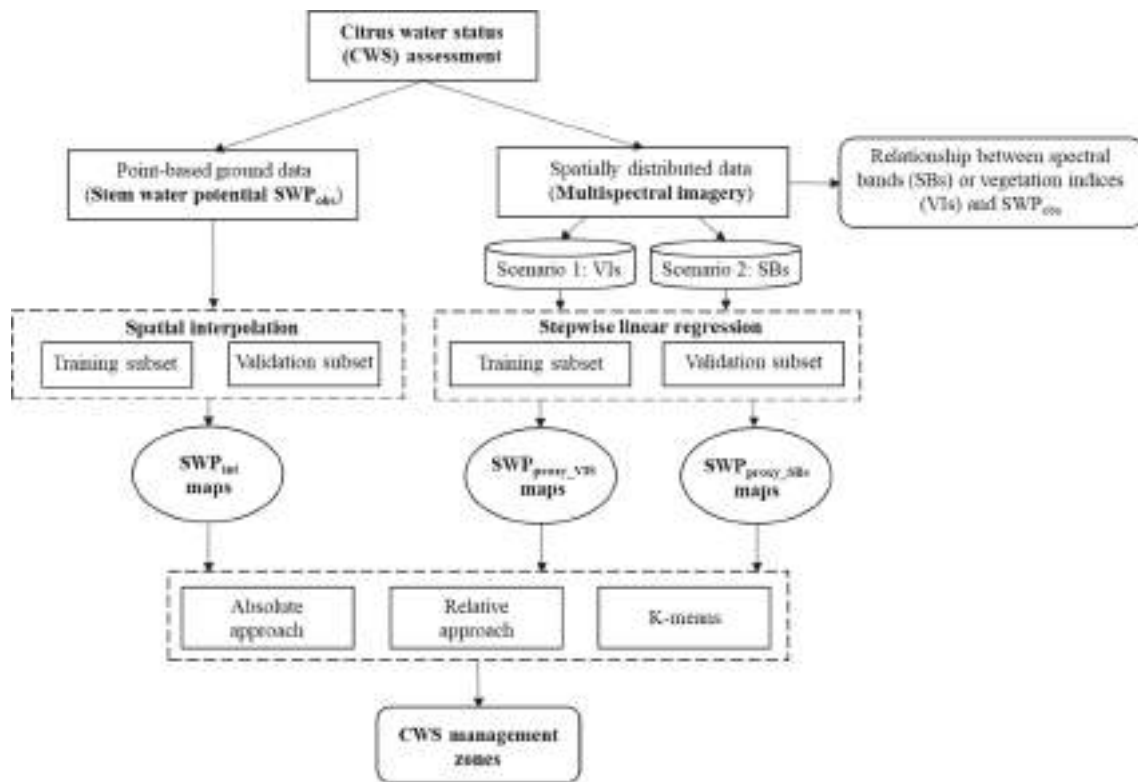 Citrus water status
(CWS) assessment
Point-based ground data
(Stem water potential SWPobs)
Spatially distributed data
(Multispectral imagery)
Relationship between spectral
bands (SBs) or vegetation indices
(VIs) and SWPobs
Scenario 1: VIs
Scenario 2: SBs
Spatial interpolation
Training subset
Validation subset
Stepwise linear regression
Training subset
Validation subset
SWPint
maps
SWPproxy_VIS
maps
SWPproxy_SBs
maps
Absolute
approach
Relative
approach
K-means
CWS management
zones